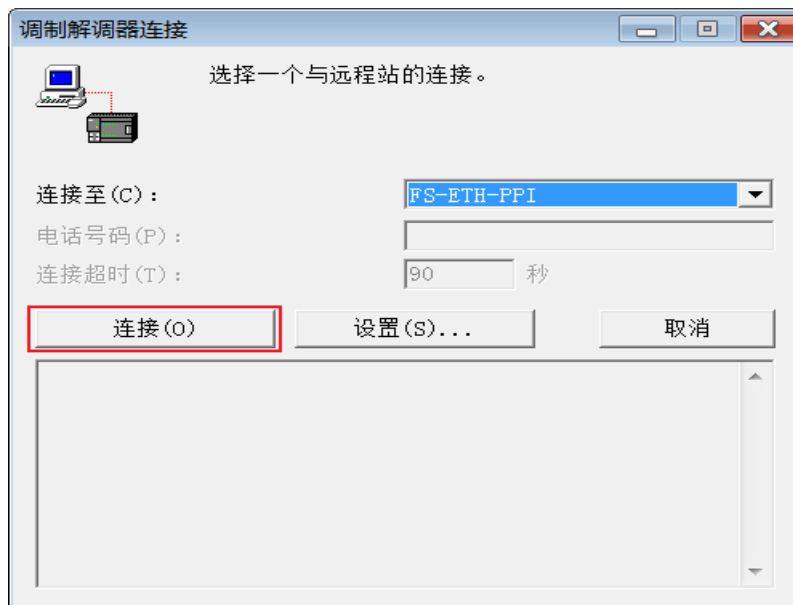 调制解调器连接
选择一个与远程站的连接。
连接至(C)：
FS-ETH-PPI
电话号码(P)：
连接超时(T)：
90 秒
连接(O)
设置(S)...
取消